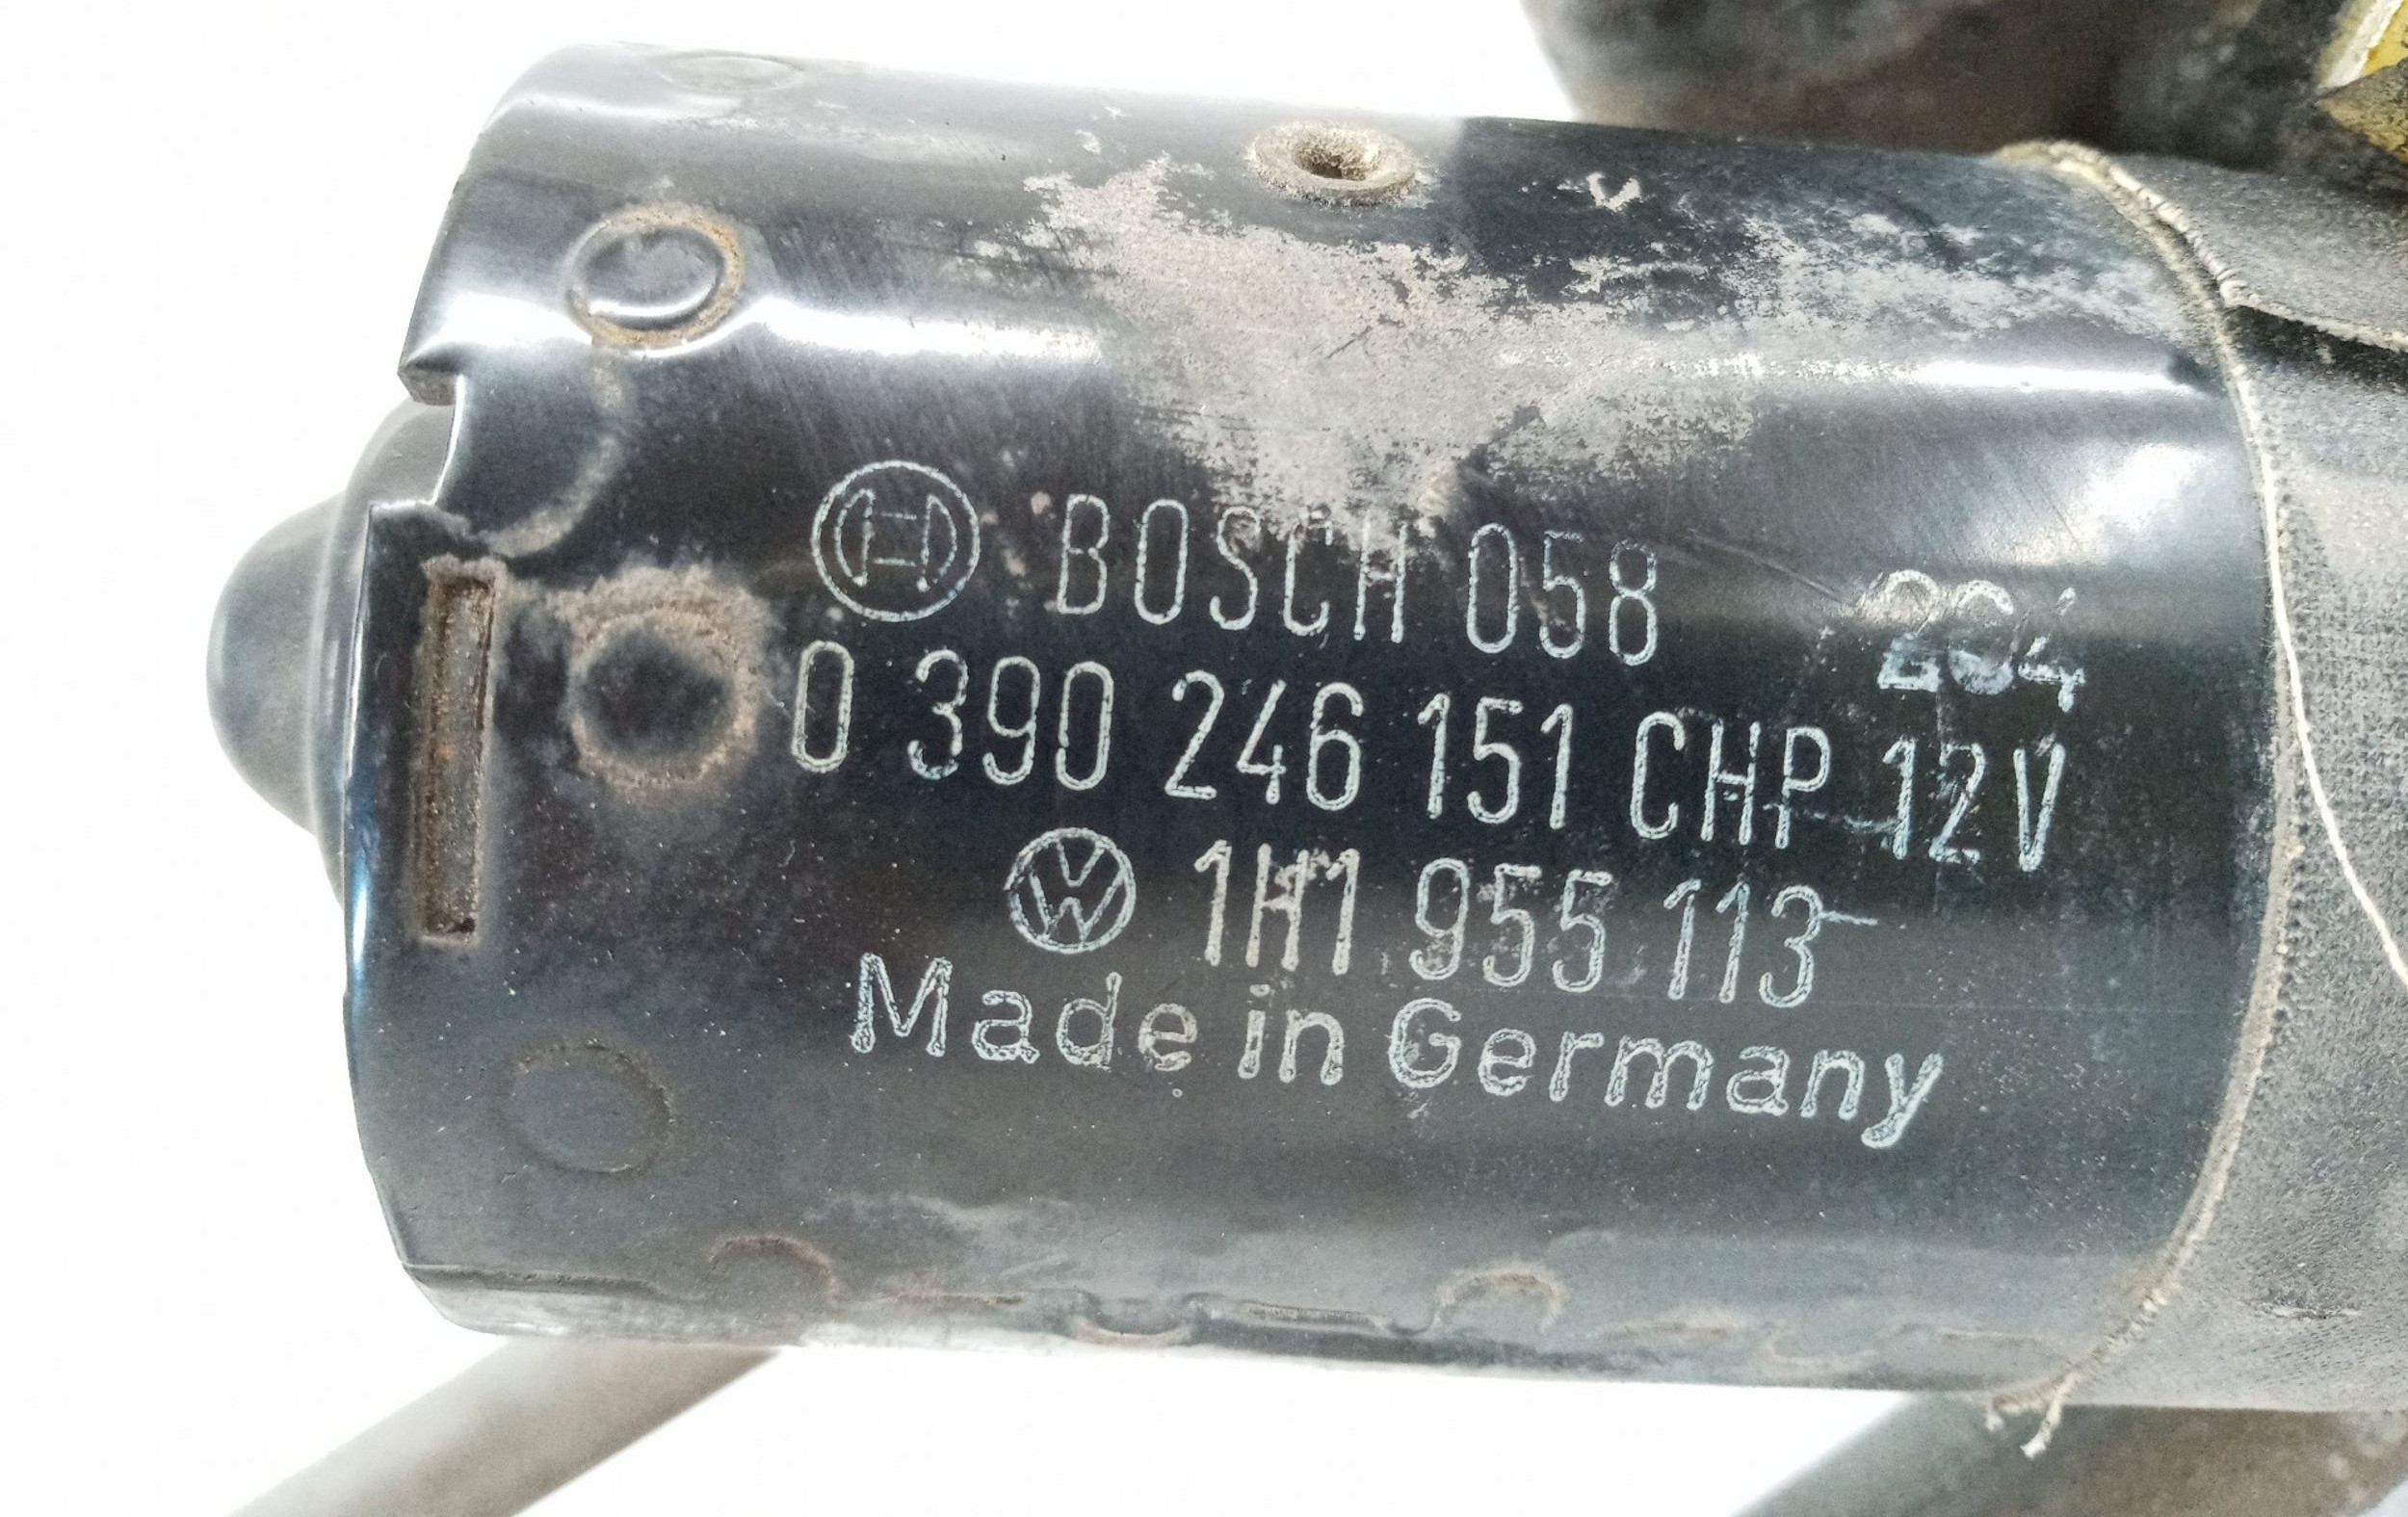 BOSCH 058
0 390 246 151 CHP 12V
1H1 955 113
Made in Germany